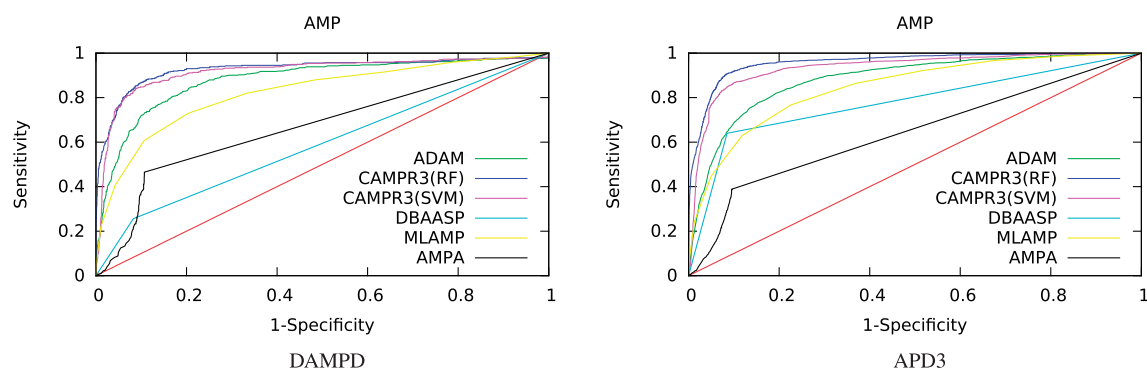 AMP
1
0.8
0.6
0.4
0.2
0
Sensitivity
ADAM
CAMPR3(RF)
CAMPR3(SVM)
DBAASP
MLAMP
AMPA
0 0.2 0.4 0.6 0.8 1
1-Specificity
DAMPD
AMP
1
0.8
0.6
0.4
0.2
0
Sensitivity
ADAM
CAMPR3(RF)
CAMPR3(SVM)
DBAASP
MLAMP
AMPA
0 0.2 0.4 0.6 0.8 1
1-Specificity
APD3